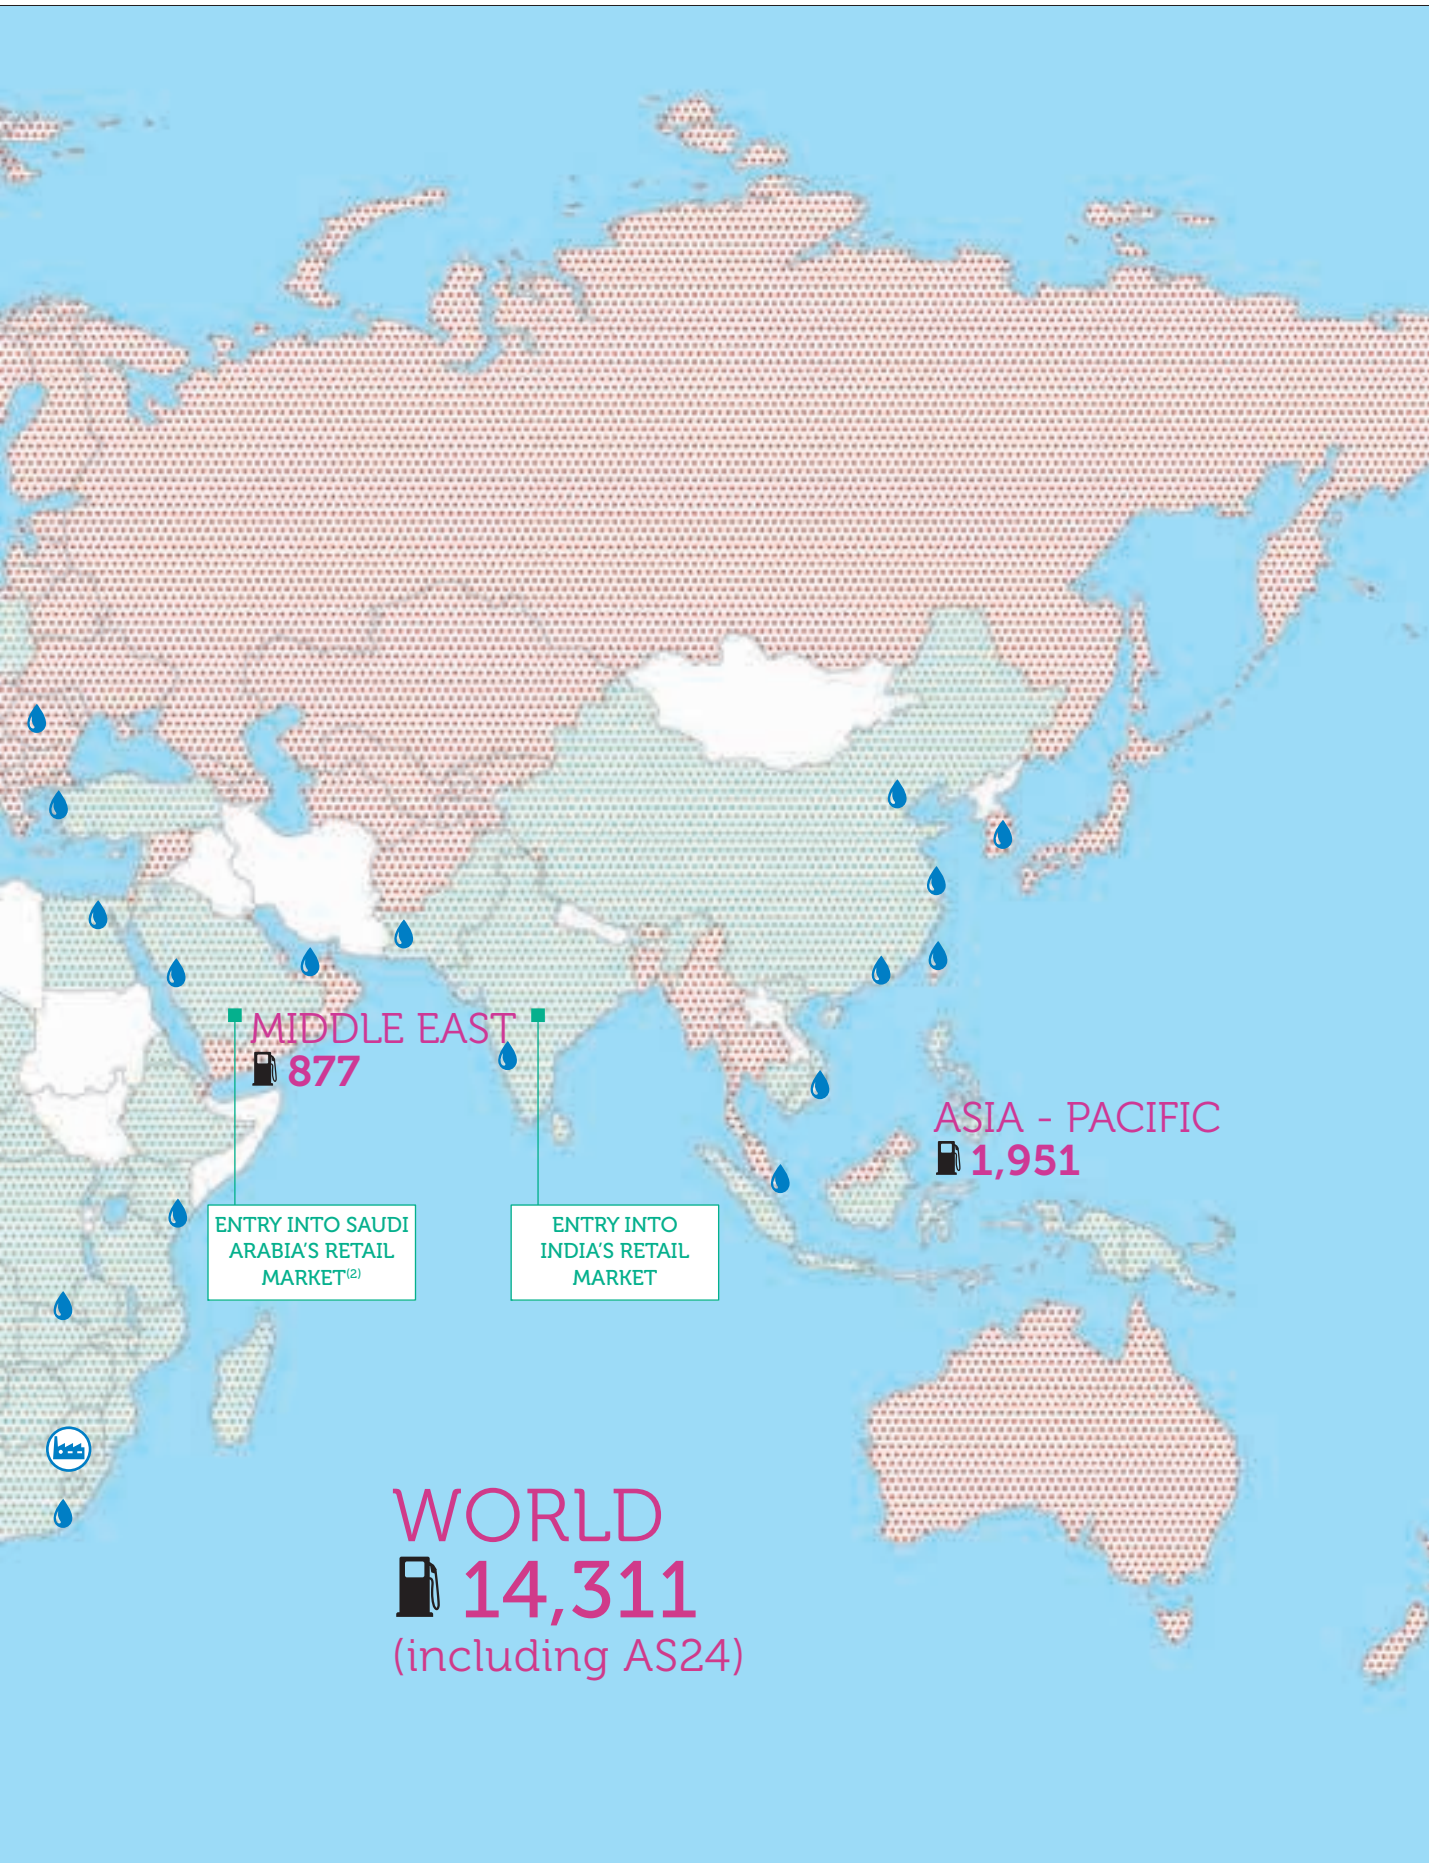 MIDDLE EAST
877
ASIA - PACIFIC
1,951
ENTRY INTO SAUDI
ARABIA'S RETAIL
MARKET(2)
ENTRY INTO
INDIA'S RETAIL
MARKET
WORLD
14,311
(including AS24)